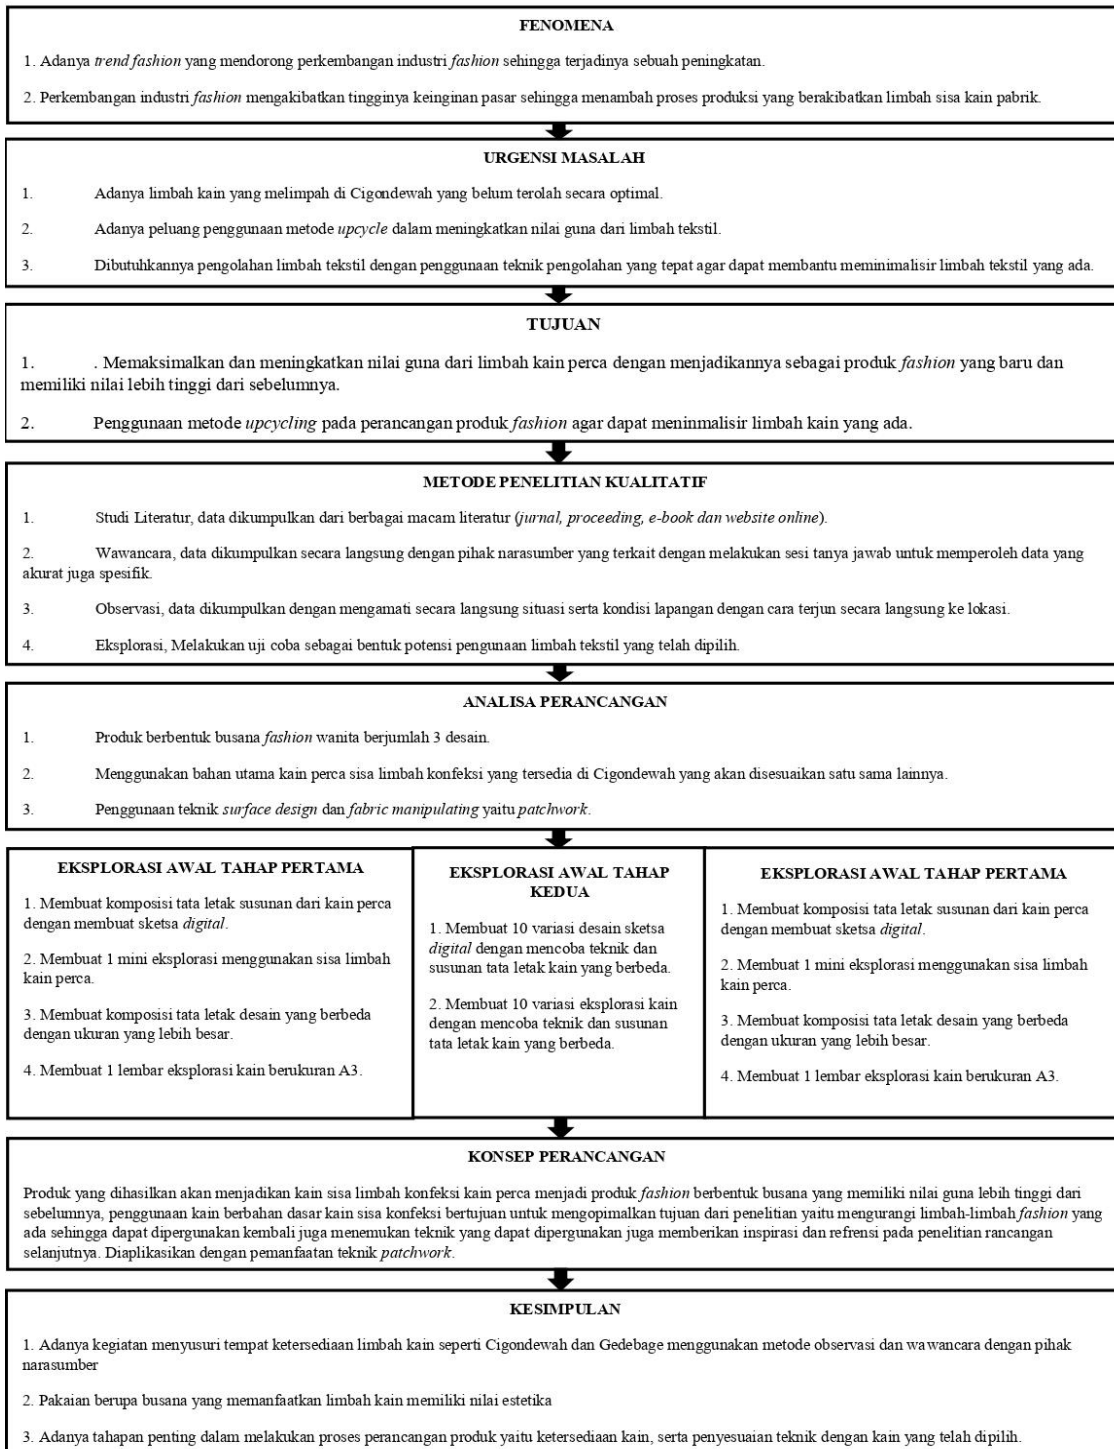 FENOMENA
1. Adanya trend fashion yang mendorong perkembangan industri fashion sehingga terjadinya sebuah peningkatan.
2. Perkembangan industri fashion mengakibatkan tingginya keinginan pasar sehingga menambah proses produksi yang berakibatkan limbah sisa kain pabrik.
URGENSI MASALAH
1. Adanya limbah kain yang melimpah di Cigondewah yang belum terolah secara optimal.
2. Adanya peluang penggunaan metode upcycle dalam meningkatkan nilai guna dari limbah tekstil.
3. Dibutuhkannya pengolahan limbah tekstil dengan penggunaan teknik pengolahan yang tepat agar dapat membantu meminimalisir limbah tekstil yang ada.
TUJUAN
1. . Memaksimalkan dan meningkatkan nilai guna dari limbah kain perca dengan menjadikannya sebagai produk fashion yang baru dan
memiliki nilai lebih tinggi dari sebelumnya.
2. Penggunaan metode upcycling pada perancangan produk fashion agar dapat meninmalisir limbah kain yang ada.
METODE PENELITIAN KUALITATIF
1. Studi Literatur, data dikumpulkan dari berbagai macam literatur (jurnal, proceeding, e-book dan website online).
2. Wawancara, data dikumpulkan secara langsung dengan pihak narasumber yang terkait dengan melakukan sesi tanya jawab untuk memperoleh data yang
akurat juga spesifik.
3. Observasi, data dikumpulkan dengan mengamati secara langsung situasi serta kondisi lapangan dengan cara terjun secara langsung ke lokasi.
4. Eksplorasi, Melakukan uji coba sebagai bentuk potensi pengunaan limbah tekstil yang telah dipilih.
ANALISA PERANCANGAN
1. Produk berbentuk busana fashion wanita berjumlah 3 desain.
2. Menggunakan bahan utama kain perca sisa limbah konfeksi yang tersedia di Cigondewah yang akan disesuaikan satu sama lainnya.
3. Penggunaan teknik surface design dan fabric manipulating yaitu patchwork.
EKSPLORASI AWAL TAHAP PERTAMA
1. Membuat komposisi tata letak susunan dari kain perca
dengan membuat sketsa digital.
2. Membuat 1 mini eksplorasi menggunakan sisa limbah
kain perca.
3. Membuat komposisi tata letak desain yang berbeda
dengan ukuran yang lebih besar.
4. Membuat 1 lembar eksplorasi kain berukuran A3.
EKSPLORASI AWAL TAHAP
KEDUA
1. Membuat 10 variasi desain sketsa
digital dengan mencoba teknik dan
susunan tata letak kain yang berbeda.
2. Membuat 10 variasi eksplorasi kain
dengan mencoba teknik dan susunan
tata letak kain yang berbeda.
EKSPLORASI AWAL TAHAP PERTAMA
1. Membuat komposisi tata letak susunan dari kain perca
dengan membuat sketsa digital.
2. Membuat 1 mini eksplorasi menggunakan sisa limbah
kain perca.
3. Membuat komposisi tata letak desain yang berbeda
dengan ukuran yang lebih besar.
4. Membuat 1 lembar eksplorasi kain berukuran A3.
KONSEP PERANCANGAN
Produk yang dihasilkan akan menjadikan kain sisa limbah konfeksi kain perca menjadi produk fashion berbentuk busana yang memiliki nilai guna lebih tinggi dari
sebelumnya, penggunaan kain berbahan dasar kain sisa konfeksi bertujuan untuk mengopimalkan tujuan dari penelitian yaitu mengurangi limbah-limbah fashion yang
ada sehingga dapat dipergunakan kembali juga menemukan teknik yang dapat dipergunakan juga memberikan inspirasi dan refrensi pada penelitian rancangan
selanjutnya. Diaplikasikan dengan pemanfaatan teknik patchwork.
KESIMPULAN
1. Adanya kegiatan menyusuri tempat ketersediaan limbah kain seperti Cigondewah dan Gedebage menggunakan metode observasi dan wawancara dengan pihak
narasumber
2. Pakaian berupa busana yang memanfaatkan limbah kain memiliki nilai estetika
3. Adanya tahapan penting dalam melakukan proses perancangan produk yaitu ketersediaan kain, serta penyesuaian teknik dengan kain yang telah dipilih.